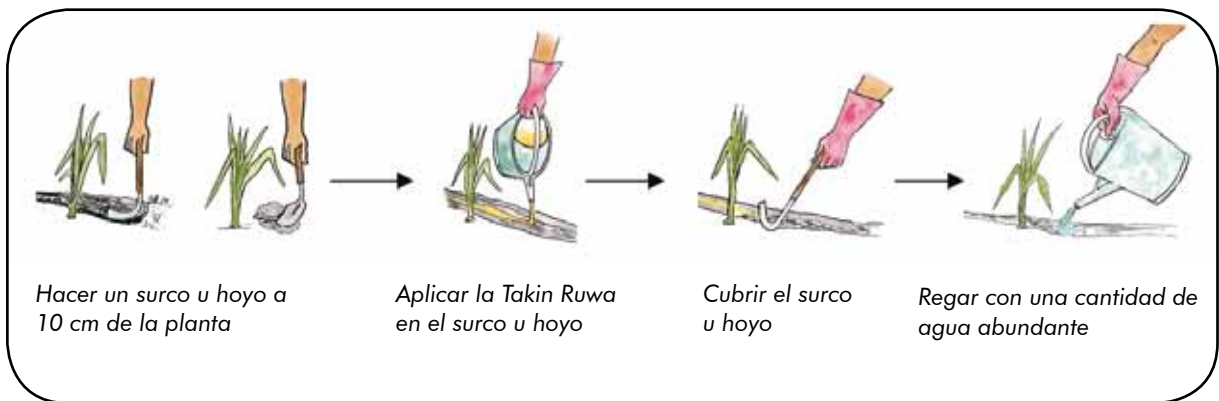 Hacer un surco u hoyo a
10 cm de la planta
Aplicar la Takin Ruwa
en el surco u hoyo
Cubrir el surco
u hoyo
Regar con una cantidad de
agua abundante